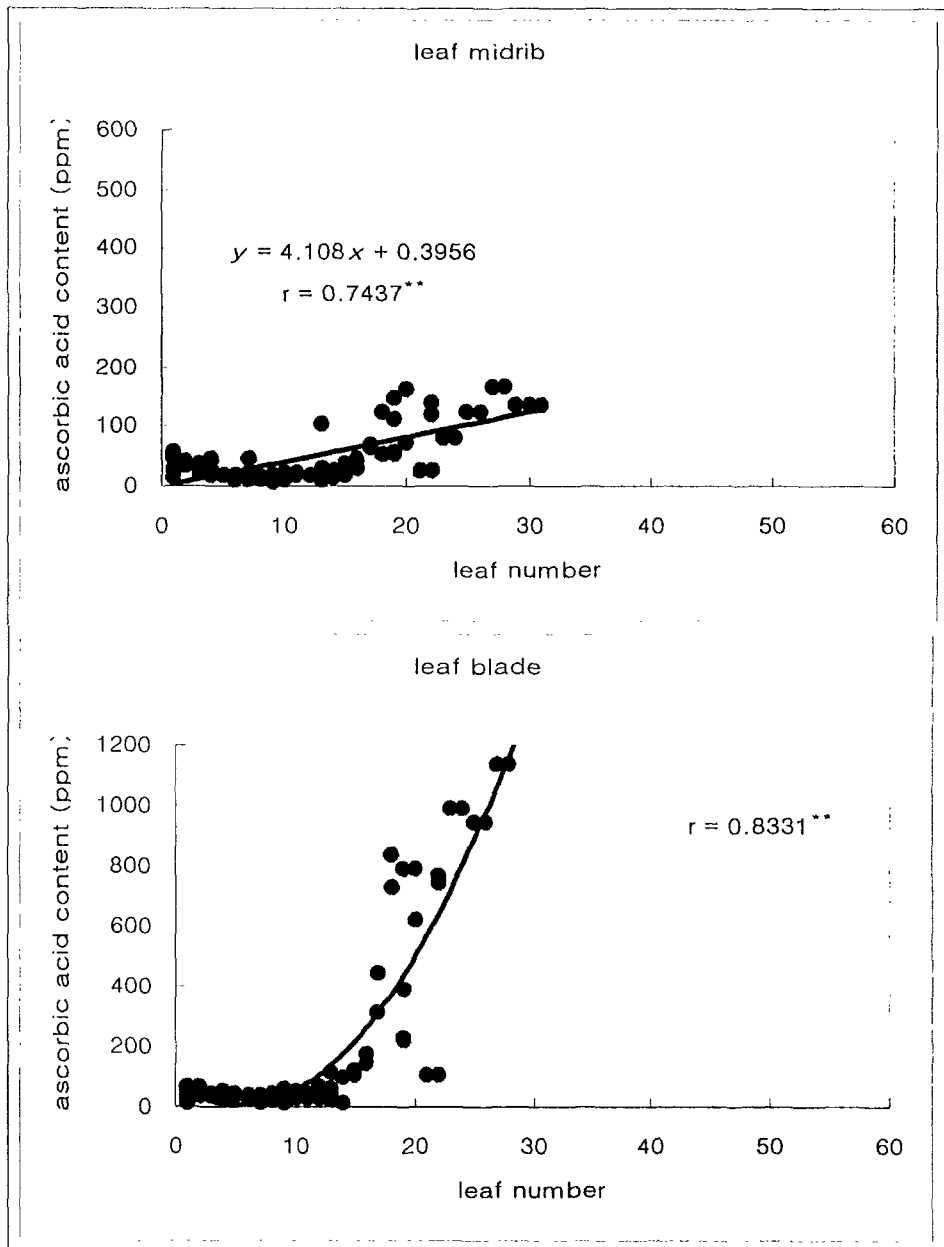 leaf midrib
ascorbic acid content (ppm)
600
500
400
300
200
100
0
y = 4.108x + 0.3956
r = 0.7437**
0 10 20 30 40 50 60
leaf number
leaf blade
ascorbic acid content (ppm)
1200
1000
800
600
400
200
0
r = 0.8331**
0 10 20 30 40 50 60
leaf number